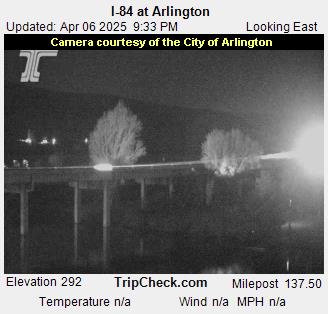 I-84 at Arlington
Updated: Apr 06 2025 9:33 PM Looking East
Camera courtesy of the City of Arlington
Elevation 292 TripCheck.com Milepost 137.50
Temperature n/a Wind n/a MPH n/a